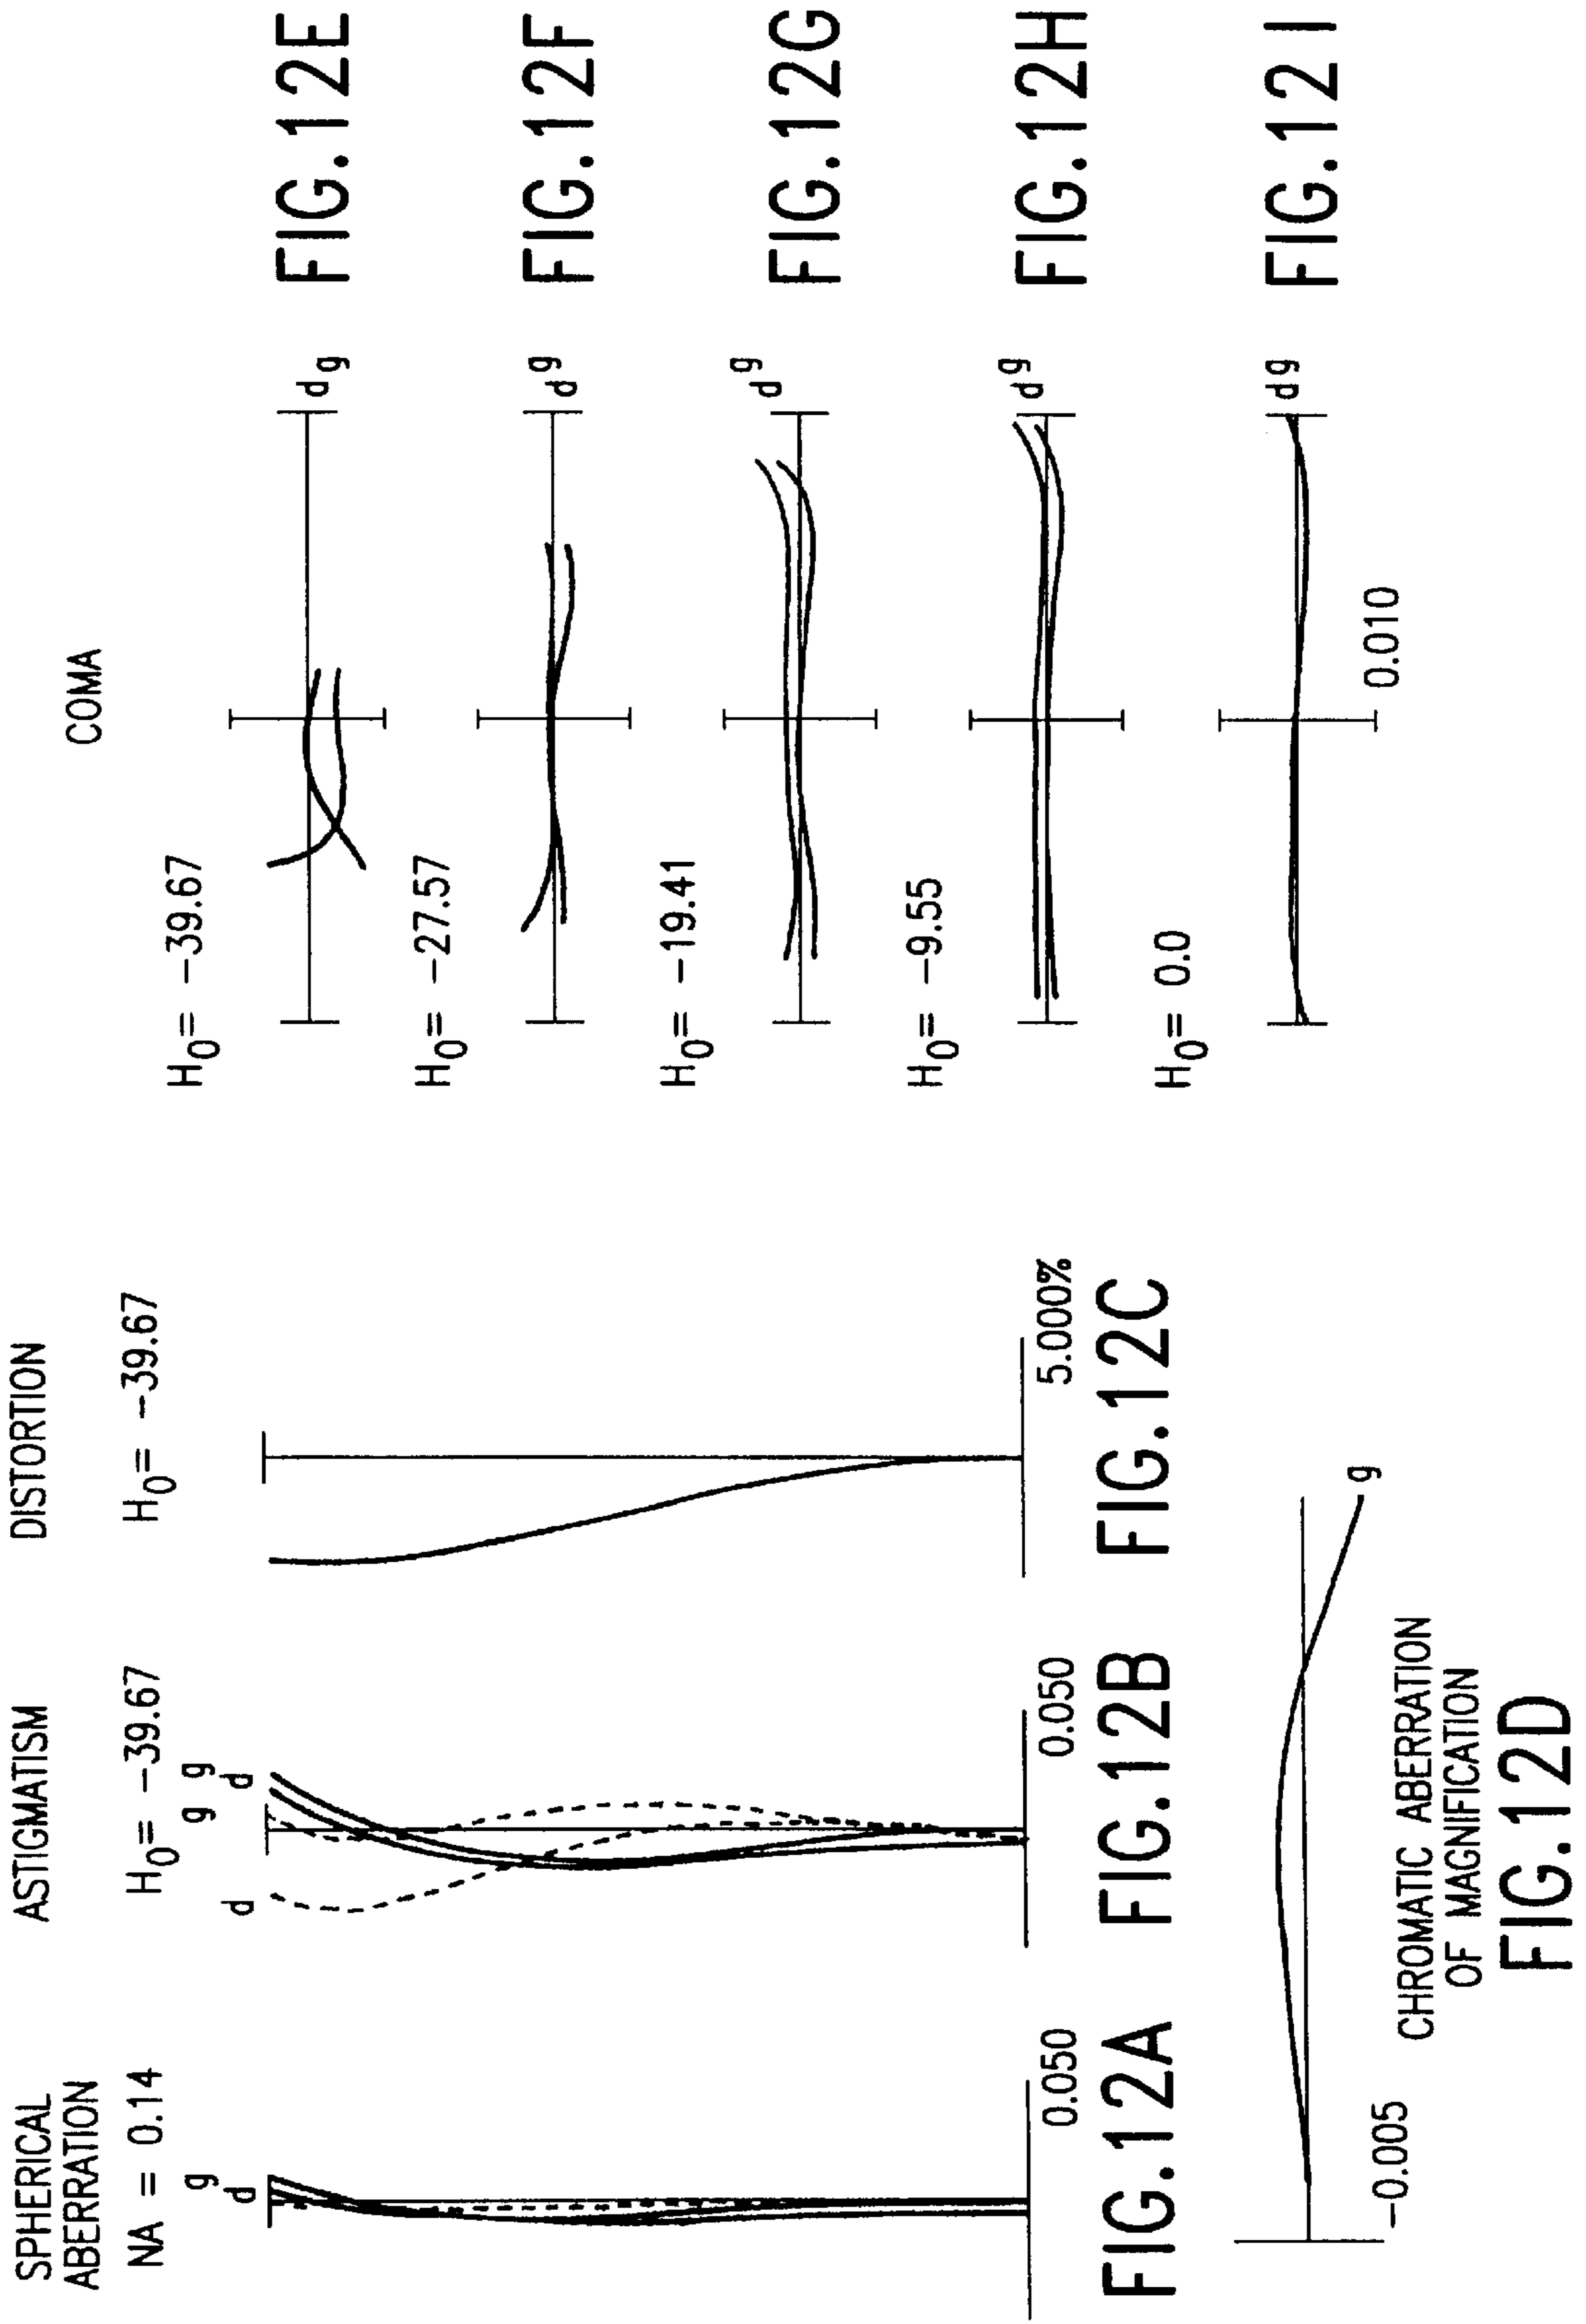 SPHERICAL
ABERRATION
NA = 0.14
g
d
0.050
FIG.12A
ASTIGMATISM
H0= -39.67
d
g
d
g
0.050
FIG.12B
DISTORTION
H0= -39.67
5.000%
FIG.12C
-0.005
g
CHROMATIC ABERRATION
OF MAGNIFICATION
FIG.12D
COMA
H0= -39.67
d
g
FIG.12E
H0= -27.57
g
d
FIG.12F
H0= -19.41
g
d
FIG.12G
H0= -9.55
g
d
FIG.12H
H0= 0.0
d g
0.010
FIG.12I